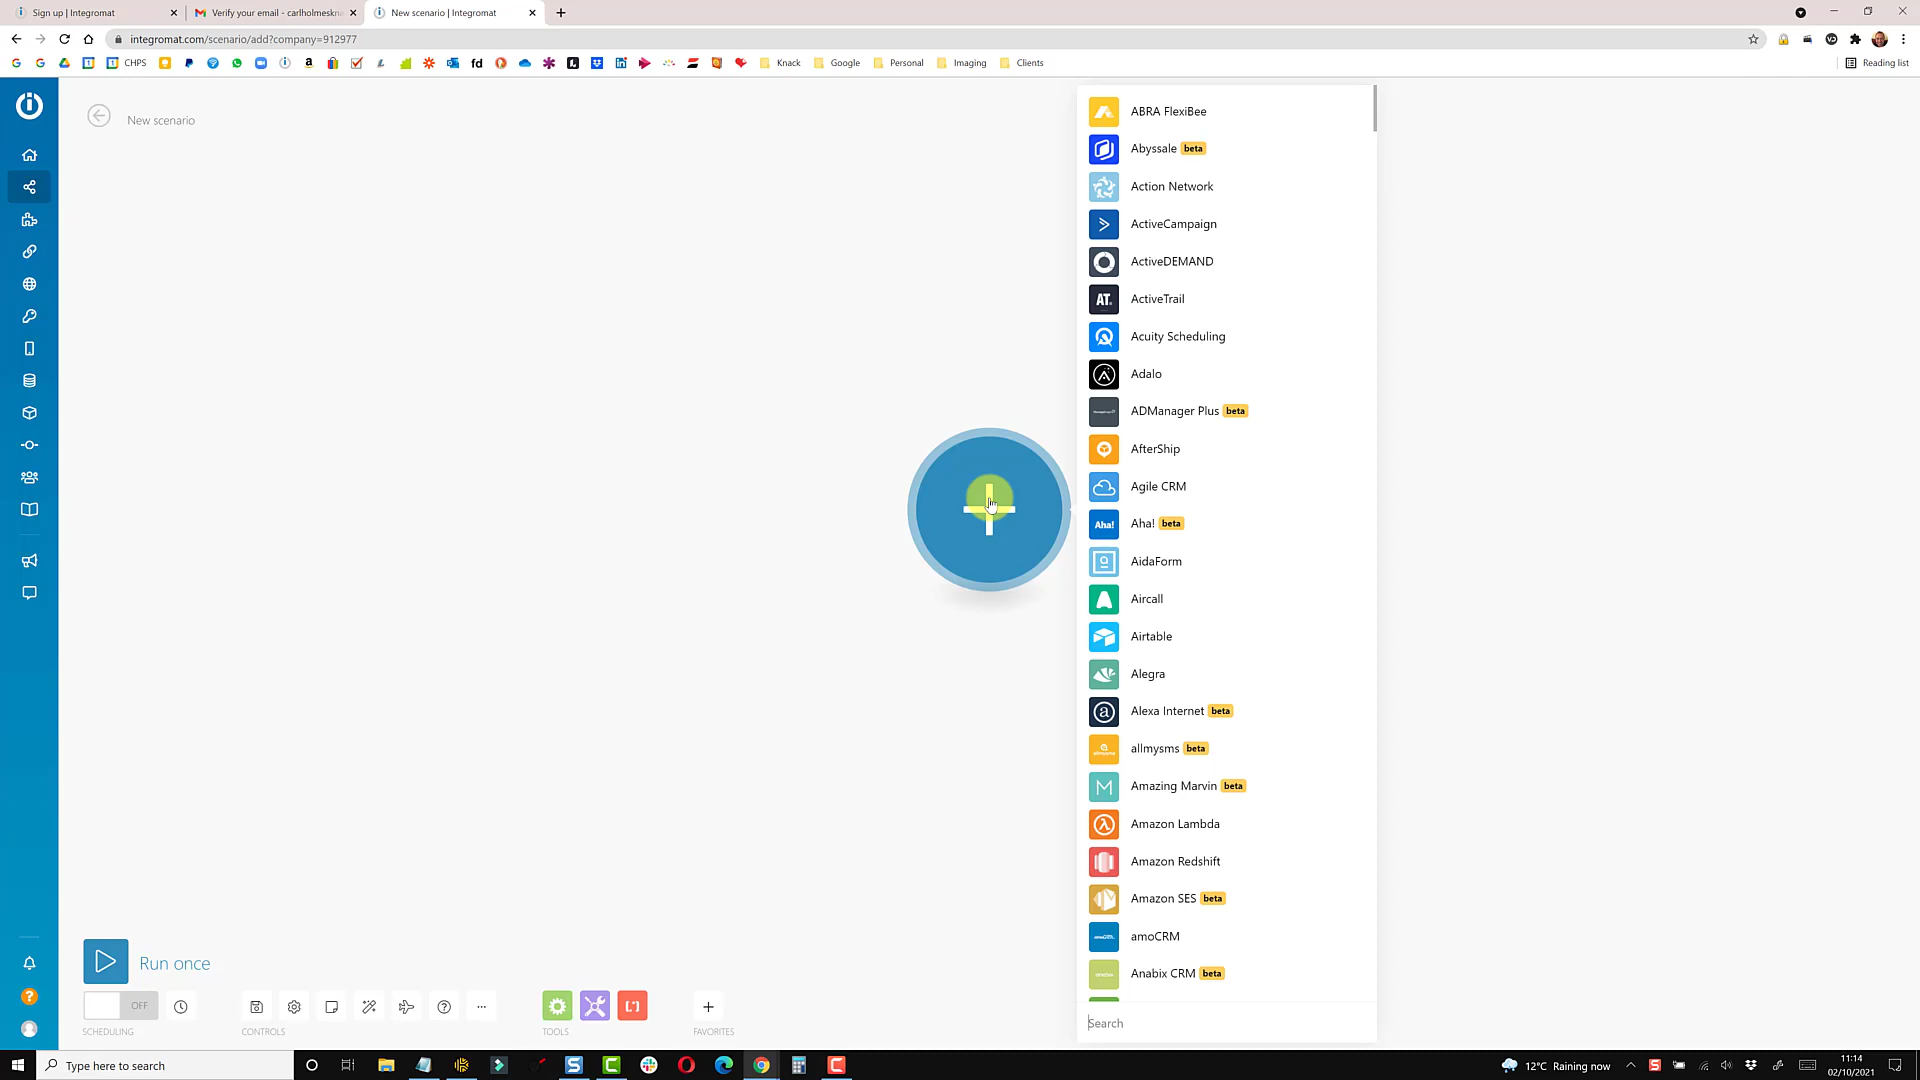 Sign up | Integromat
Verify your email - carlholmeskna
New scenario | Integromat
integromat.com/scenario/add?company=912977
CHPS
fd
Knack
Google
Personal
Imaging
Clients
Reading list
New scenario
ABRA FlexiBee
Abyssale beta
Action Network
ActiveCampaign
ActiveDEMAND
AT. ActiveTrail
Acuity Scheduling
Adalo
ADManager Plus beta
AfterShip
Agile CRM
Aha! Aha! beta
AidaForm
Aircall
Airtable
Alegra
Alexa Internet beta
allmysms beta
Amazing Marvin beta
Amazon Lambda
Amazon Redshift
Amazon SES beta
amoCRM
Anabix CRM beta
Search
Run once
OFF
SCHEDULING
CONTROLS
TOOLS
FAVORITES
Type here to search
12°C Raining now
11:14
02/10/2021